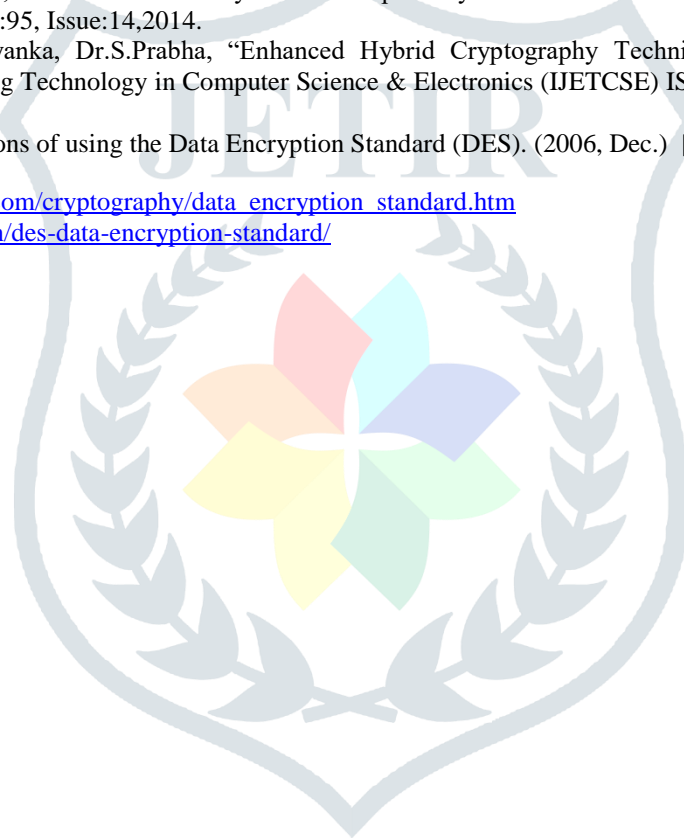 :95, Issue:14,2014.
yanka, Dr.S.Prabha, “Enhanced Hybrid Cryptography Techni
g Technology in Computer Science & Electronics (IJETCSE) IS
JETIR
ons of using the Data Encryption Standard (DES). (2006, Dec.) [
om/cryptography/data_encryption_standard.htm
n/des-data-encryption-standard/